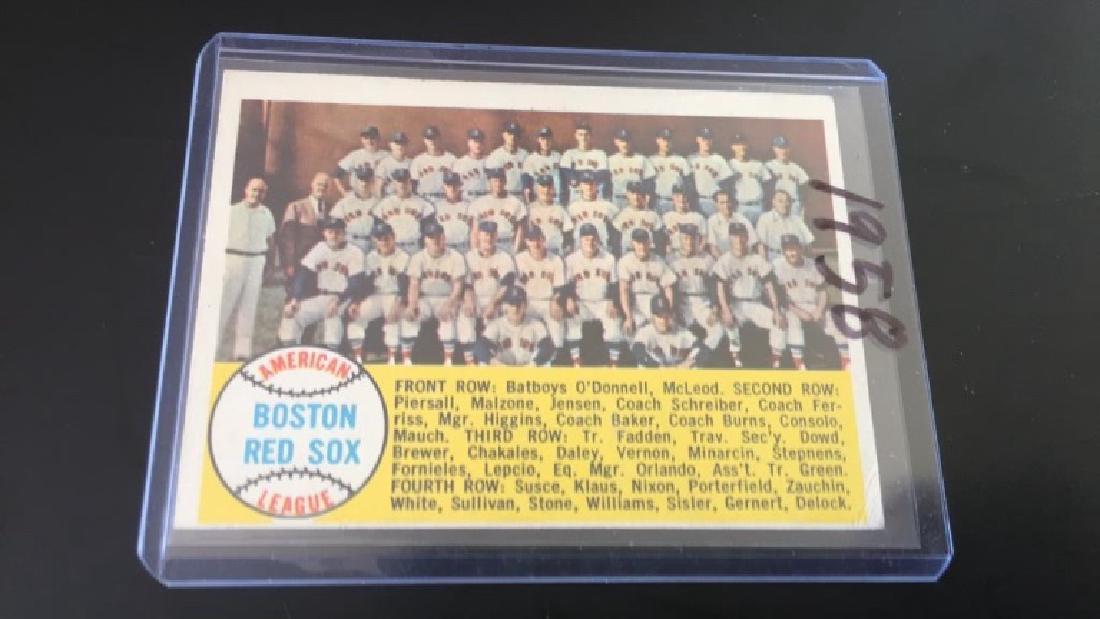 AMERICAN
BOSTON
RED SOX
LEAGUE
FRONT ROW: Batboys O'Donnell, McLeod. SECOND ROW:
Piersall, Malzone, Jensen, Coach Schreiber, Coach Fer-
riss, Mgr. Higgins, Coach Baker, Coach Burns, Consolo,
Mauch. THIRD ROW: Tr. Fadden, Trav. Sec'y. Dowd,
Brewer, Chakales, Daley, Vernon, Minarcin, Stephens,
Fornieles, Lepcio, Eq. Mgr. Orlando, Ass't. Tr. Green.
FOURTH ROW: Susce, Klaus, Nixon, Porterfield, Zauchin,
White, Sullivan, Stone, Williams, Sisler, Gernert, Delock.
1958